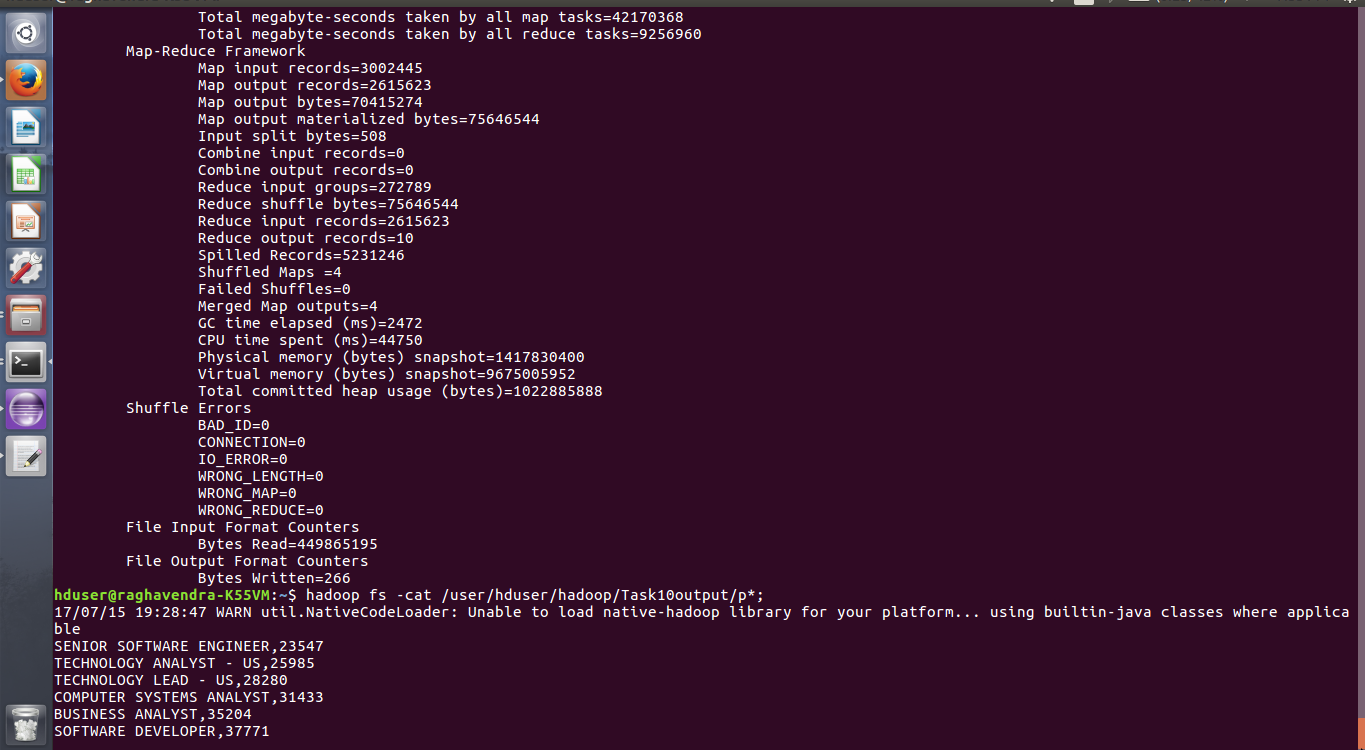 Total megabyte-seconds taken by all map tasks=42170368
Total megabyte-seconds taken by all reduce tasks=9256960
Map-Reduce Framework
Map input records=3002445
Map output records=2615623
Map output bytes=70415274
Map output materialized bytes=75646544
Input split bytes=508
Combine input records=0
Combine output records=0
Reduce input groups=272789
Reduce shuffle bytes=75646544
Reduce input records=2615623
Reduce output records=10
Spilled Records=5231246
Shuffled Maps =4
Failed Shuffles=0
Merged Map outputs=4
GC time elapsed (ms)=2472
CPU time spent (ms)=44750
Physical memory (bytes) snapshot=1417830400
Virtual memory (bytes) snapshot=9675005952
Total committed heap usage (bytes)=1022885888
Shuffle Errors
BAD_ID=0
CONNECTION=0
IO_ERROR=0
WRONG_LENGTH=0
WRONG_MAP=0
WRONG_REDUCE=0
File Input Format Counters
Bytes Read=449865195
File Output Format Counters
Bytes Written=266
hduser@raghavendra-K55VM:~$ hadoop fs -cat /user/hduser/hadoop/Task10output/p*;
17/07/15 19:28:47 WARN util.NativeCodeLoader: Unable to load native-hadoop library for your platform... using builtin-java classes where applica
ble
SENIOR SOFTWARE ENGINEER,23547
TECHNOLOGY ANALYST - US,25985
TECHNOLOGY LEAD - US,28280
COMPUTER SYSTEMS ANALYST,31433
BUSINESS ANALYST,35204
SOFTWARE DEVELOPER,37771